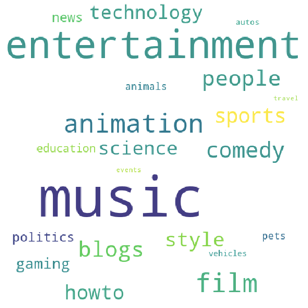 technology
news
autos
entertainment
people
animals
travel
sports
animation
comedy
education
science
events
music
politics
style
pets
blogs
vehicles
gaming
film
howto